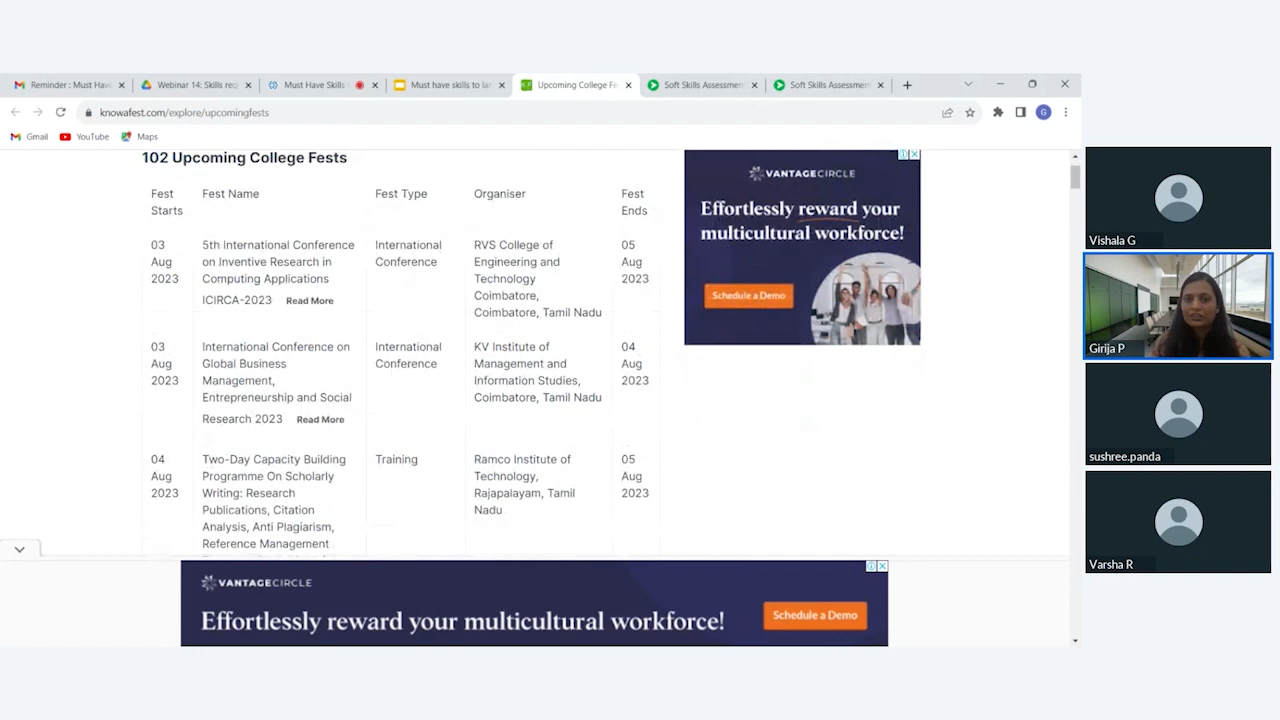 Reminder : Must Hav
Webinar 14: Skills req
Must Have Skills t
Must have skills to lan
Upcoming College Fe
Soft Skills Assessmen
Soft Skills Assessmen
knowafest.com/explore/upcomingfests
G
Gmail
YouTube
Maps
102 Upcoming College Fests
Fest Starts
Fest Name
Fest Type
Organiser
Fest Ends
03
Aug
2023
5th International Conference
on Inventive Research in
Computing Applications
ICIRCA-2023 Read More
International
Conference
RVS College of
Engineering and
Technology
Coimbatore,
Coimbatore, Tamil Nadu
05
Aug
2023
03
Aug
2023
International Conference on
Global Business
Management,
Entrepreneurship and Social
Research 2023 Read More
International
Conference
KV Institute of
Management and
Information Studies,
Coimbatore, Tamil Nadu
04
Aug
2023
04
Aug
2023
Two-Day Capacity Building
Programme On Scholarly
Writing: Research
Publications, Citation
Analysis, Anti Plagiarism,
Reference Management
Training
Ramco Institute of
Technology,
Rajapalayam, Tamil
Nadu
05
Aug
2023
VANTAGECIRCLE
Effortlessly reward your
multicultural workforce!
Schedule a Demo
VANTAGECIRCLE
Effortlessly reward your multicultural workforce!
Schedule a Demo
Vishala G
Girija P
sushree.panda
Varsha R